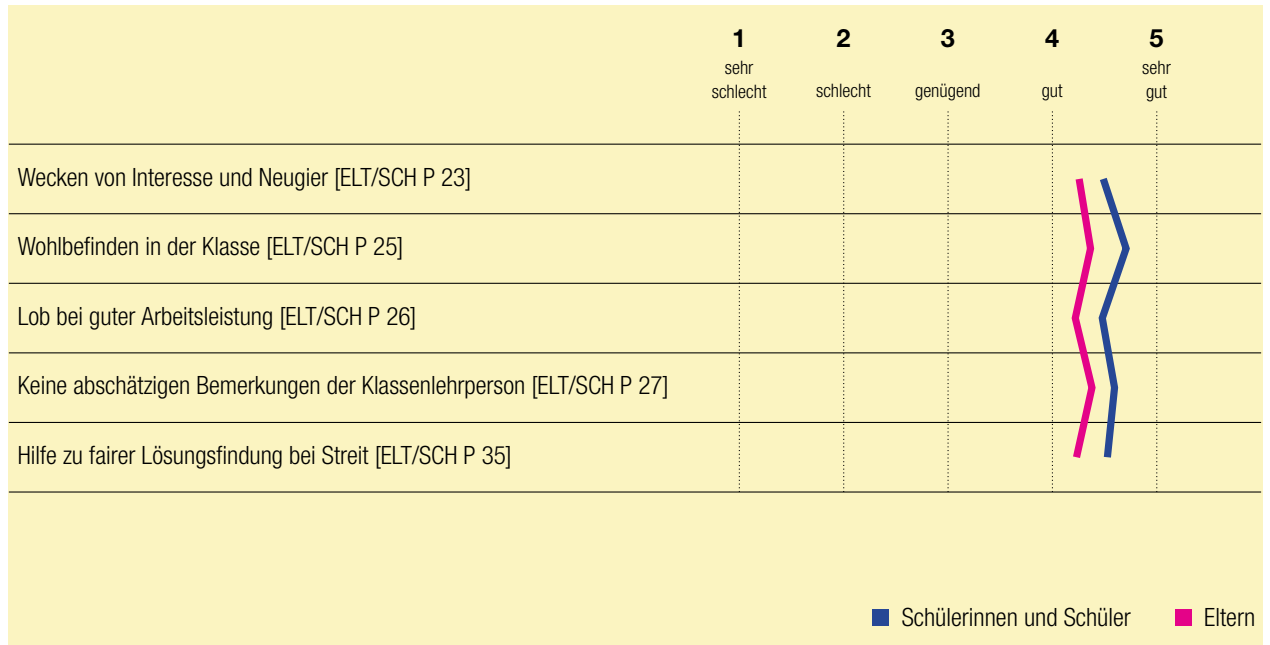 1 2 3 4 5
sehr schlecht schlecht genügend gut sehr gut
Wecken von Interesse und Neugier [ELT/SCH P 23]
Wohlbefinden in der Klasse [ELT/SCH P 25]
Lob bei guter Arbeitsleistung [ELT/SCH P 26]
Keine abschätzigen Bemerkungen der Klassenlehrperson [ELT/SCH P 27]
Hilfe zu fairer Lösungsfindung bei Streit [ELT/SCH P 35]
Schülerinnen und Schüler Eltern